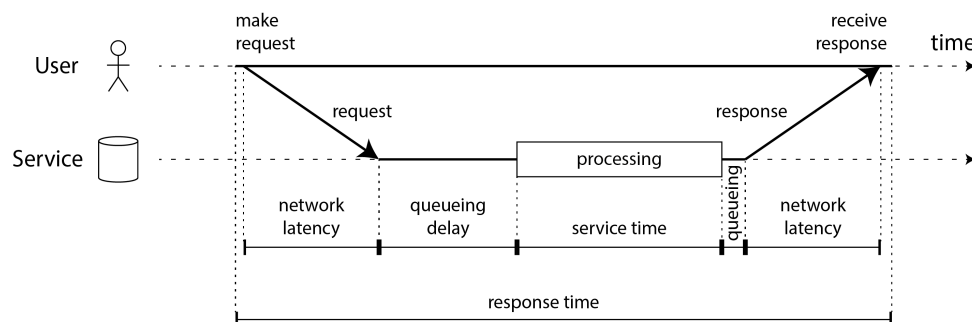 make
request
receive
response
time
User
request
response
Service
processing
network
latency
queueing
delay
service time
queueing
network
latency
response time